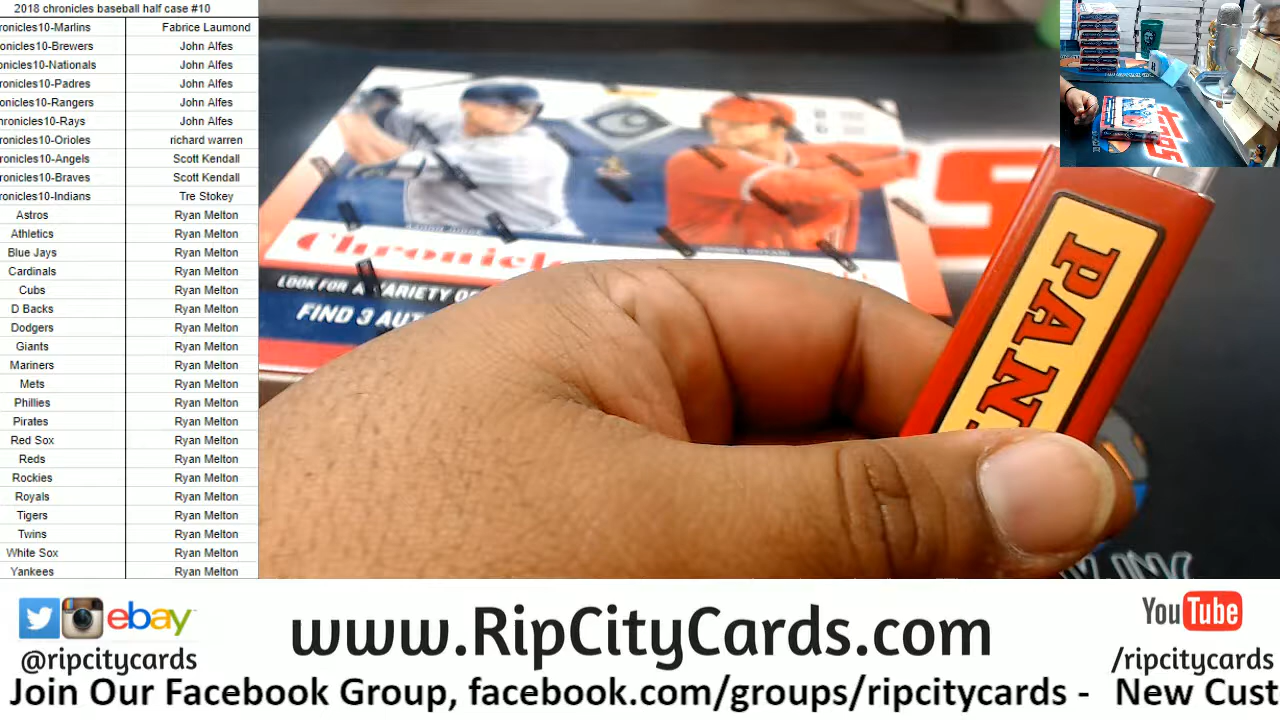 2018 chronicles baseball half case #10
ronicles10-Marlins Fabrice Laumond
onicles10-Brewers John Alfes
onicles10-Nationals John Alfes
onicles10-Padres John Alfes
onicles10-Rangers John Alfes
hronicles10-Rays John Alfes
ronicles10-Orioles richard warren
onicles10-Angels Scott Kendall
onicles10-Braves Scott Kendall
ronicles10-Indians Tre Stokey
Astros Ryan Melton
Athletics Ryan Melton
Blue Jays Ryan Melton
Cardinals Ryan Melton
Cubs Ryan Melton
D Backs Ryan Melton
Dodgers Ryan Melton
Giants Ryan Melton
Mariners Ryan Melton
Mets Ryan Melton
Phillies Ryan Melton
Pirates Ryan Melton
Red Sox Ryan Melton
Reds Ryan Melton
Rockies Ryan Melton
Royals Ryan Melton
Tigers Ryan Melton
Twins Ryan Melton
White Sox Ryan Melton
Yankees Ryan Melton
Chronicl
LOOK FOR A VARIETY O
FIND 3 AUT
PANI
topps
ebay
@ripcitycards
www.RipCityCards.com
YouTube
/ripcitycards
Join Our Facebook Group, facebook.com/groups/ripcitycards - New Cust